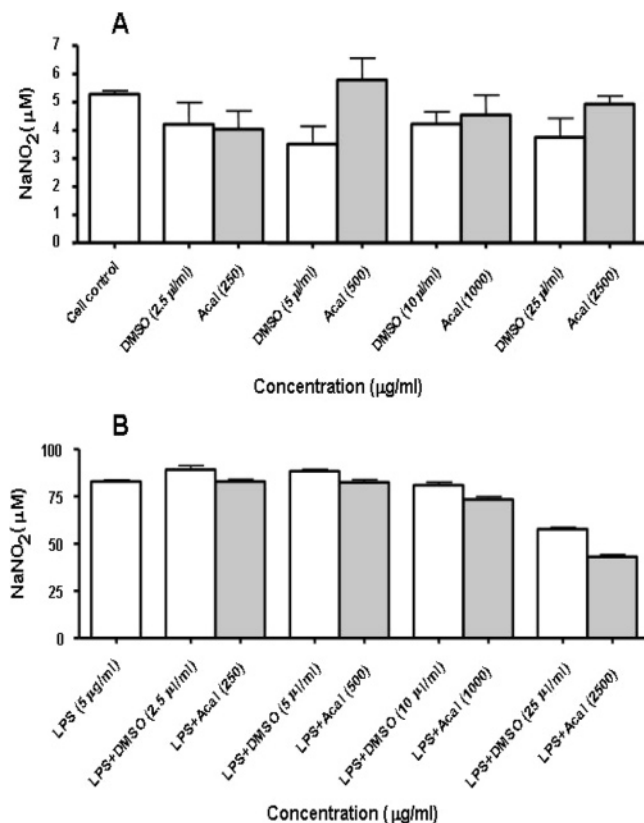 A
NaNO2 (μM)
7
6
5
4
3
2
1
0
Cell control
DMSO (2.5 μl/ml)
Acal (250)
DMSO (5 μl/ml)
Acal (500)
DMSO (10 μl/ml)
Acal (1000)
DMSO (25 μl/ml)
Acal (2500)
Concentration (μg/ml)
B
NaNO2 (μM)
100
75
50
25
0
LPS (5 μg/ml)
LPS+DMSO (2.5 μl/ml)
LPS+Acal (250)
LPS+DMSO (5 μl/ml)
LPS+Acal (500)
LPS+DMSO (10 μl/ml)
LPS+Acal (1000)
LPS+DMSO (25 μl/ml)
LPS+Acal (2500)
Concentration (μg/ml)